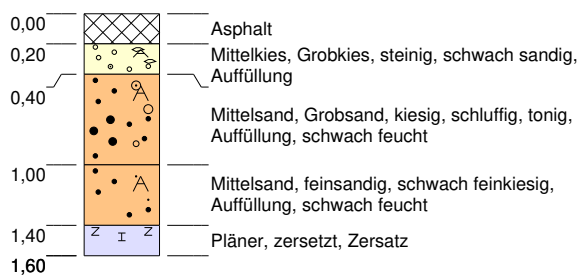 0,00
Asphalt
0,20
Mittelkies, Grobkies, steinig, schwach sandig,
Auffüllung
A
0,40
A
Mittelsand, Grobsand, kiesig, schluffig, tonig,
Auffüllung, schwach feucht
1,00
A
Mittelsand, feinsandig, schwach feinkiesig,
Auffüllung, schwach feucht
1,40
Z I Z
Pläner, zersetzt, Zersatz
1,60